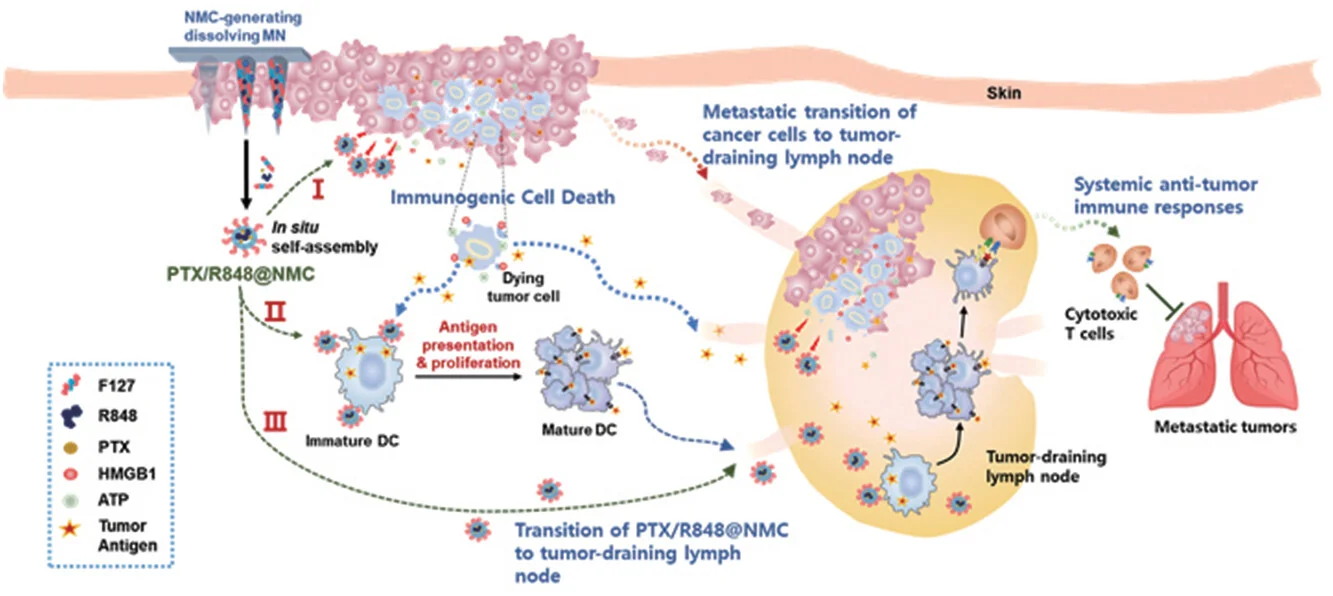 NMC-generating
dissolving MN
Skin
Metastatic transition of
cancer cells to tumor-
draining lymph node
I
Immunogenic Cell Death
In situ
self-assembly
PTX/R848@NMC
Systemic anti-tumor
immune responses
Dying
tumor cell
II
Antigen
presentation
& proliferation
Cytotoxic
T cells
F127
R848
PTX
HMGB1
ATP
Tumor
Antigen
III
Immature DC
Mature DC
Metastatic tumors
Tumor-draining
lymph node
Transition of PTX/R848@NMC
to tumor-draining lymph
node